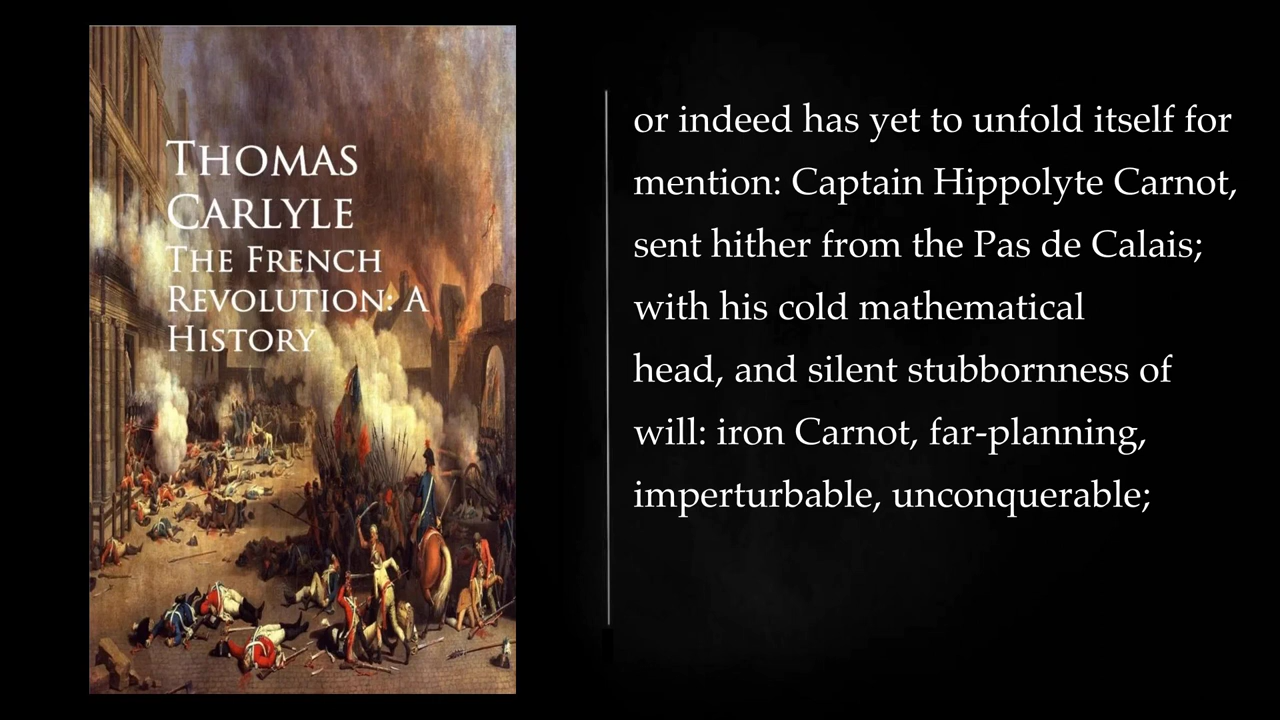 THOMAS
CARLYLE
THE FRENCH
REVOLUTION: A
HISTORY
or indeed has yet to unfold itself for
mention: Captain Hippolyte Carnot,
sent hither from the Pas de Calais;
with his cold mathematical
head, and silent stubbornness of
will: iron Carnot, far-planning,
imperturbable, unconquerable;